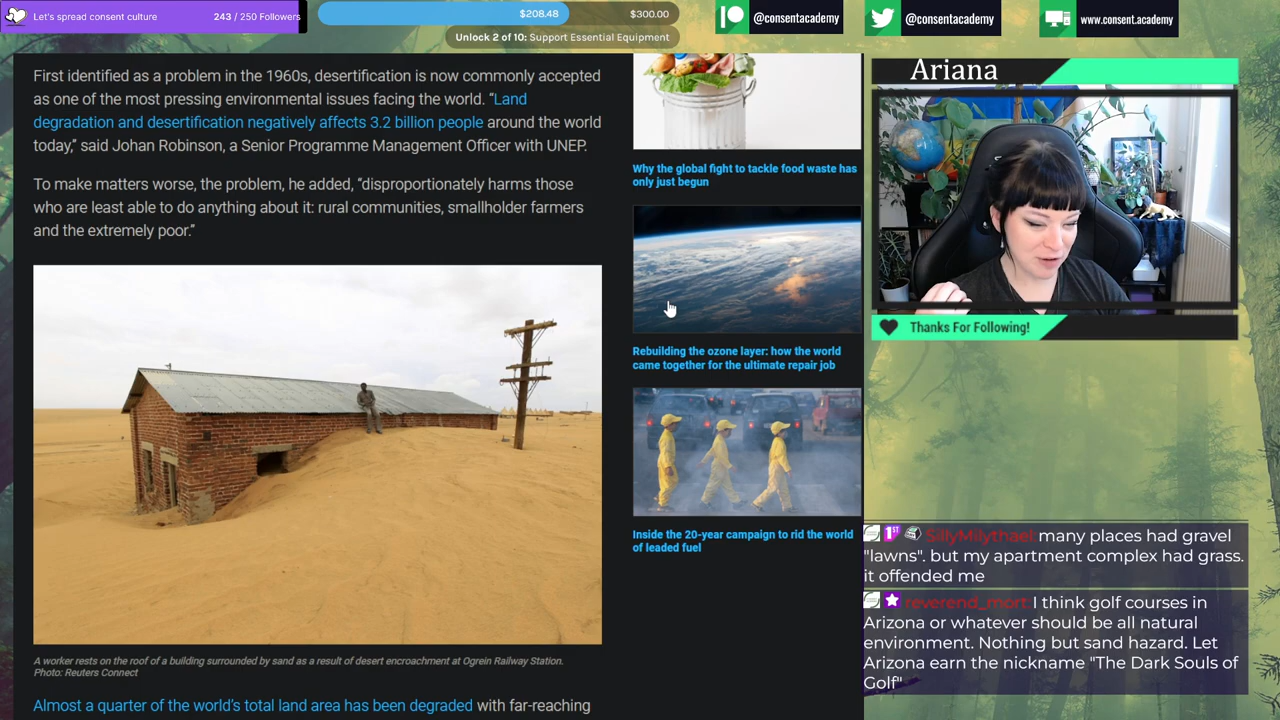 Let's spread consent culture
243 / 250 Followers
$208.48
$300.00
Unlock 2 of 10: Support Essential Equipment
@consentacademy
@consentacademy
www.consent.academy
First identified as a problem in the 1960s, desertification is now commonly accepted
as one of the most pressing environmental issues facing the world. “Land
degradation and desertification negatively affects 3.2 billion people around the world
today,” said Johan Robinson, a Senior Programme Management Officer with UNEP.
To make matters worse, the problem, he added, “disproportionately harms those
who are least able to do anything about it: rural communities, smallholder farmers
and the extremely poor.”
A worker rests on the roof of a building surrounded by sand as a result of desert encroachment at Ogrein Railway Station.
Photo: Reuters Connect
Almost a quarter of the world’s total land area has been degraded with far-reaching
Why the global fight to tackle food waste has
only just begun
Rebuilding the ozone layer: how the world
came together for the ultimate repair job
Inside the 20-year campaign to rid the world
of leaded fuel
Ariana
Thanks For Following!
1ST
SillyMilythael: many places had gravel
"lawns". but my apartment complex had grass.
it offended me
reverend_mort: I think golf courses in
Arizona or whatever should be all natural
environment. Nothing but sand hazard. Let
Arizona earn the nickname "The Dark Souls of
Golf"